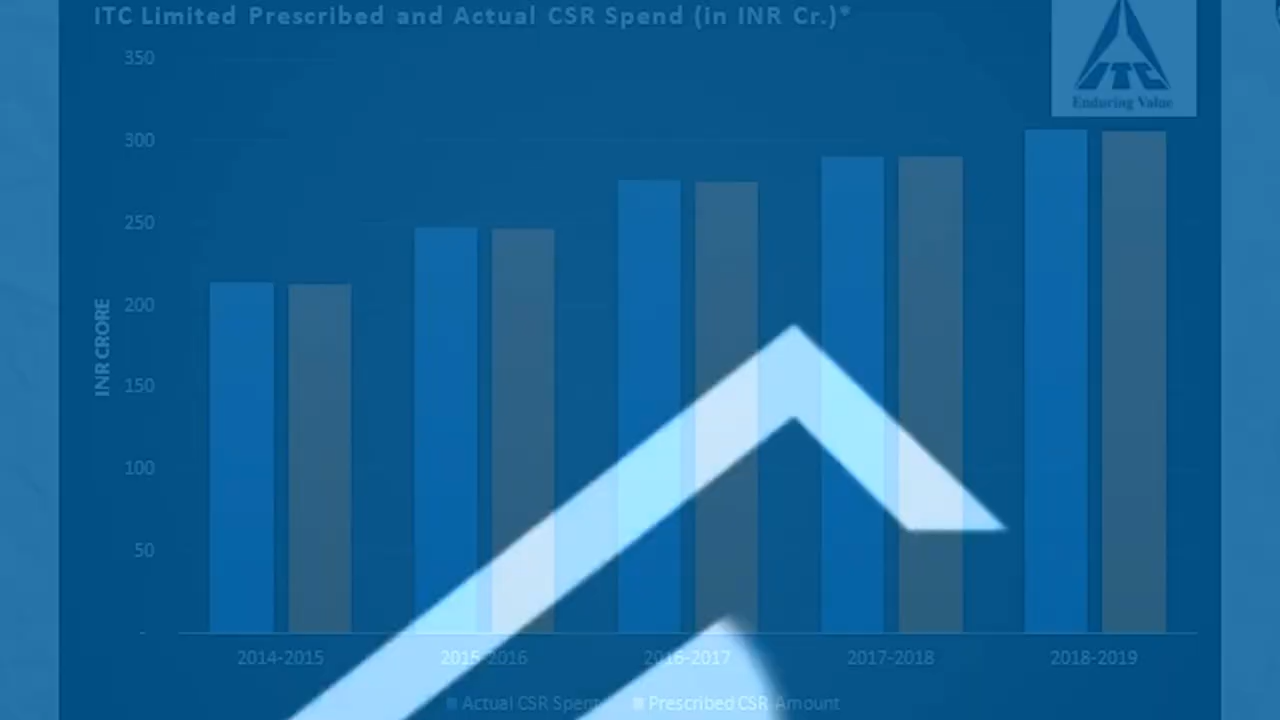 ITC Limited Prescribed and Actual CSR Spend (in INR Cr.)*
ITC
Enduring Value
350
300
250
200
150
100
50
-
INR CRORE
2014-2015 2015-2016 2016-2017 2017-2018 2018-2019
Actual CSR Spent Prescribed CSR Amount